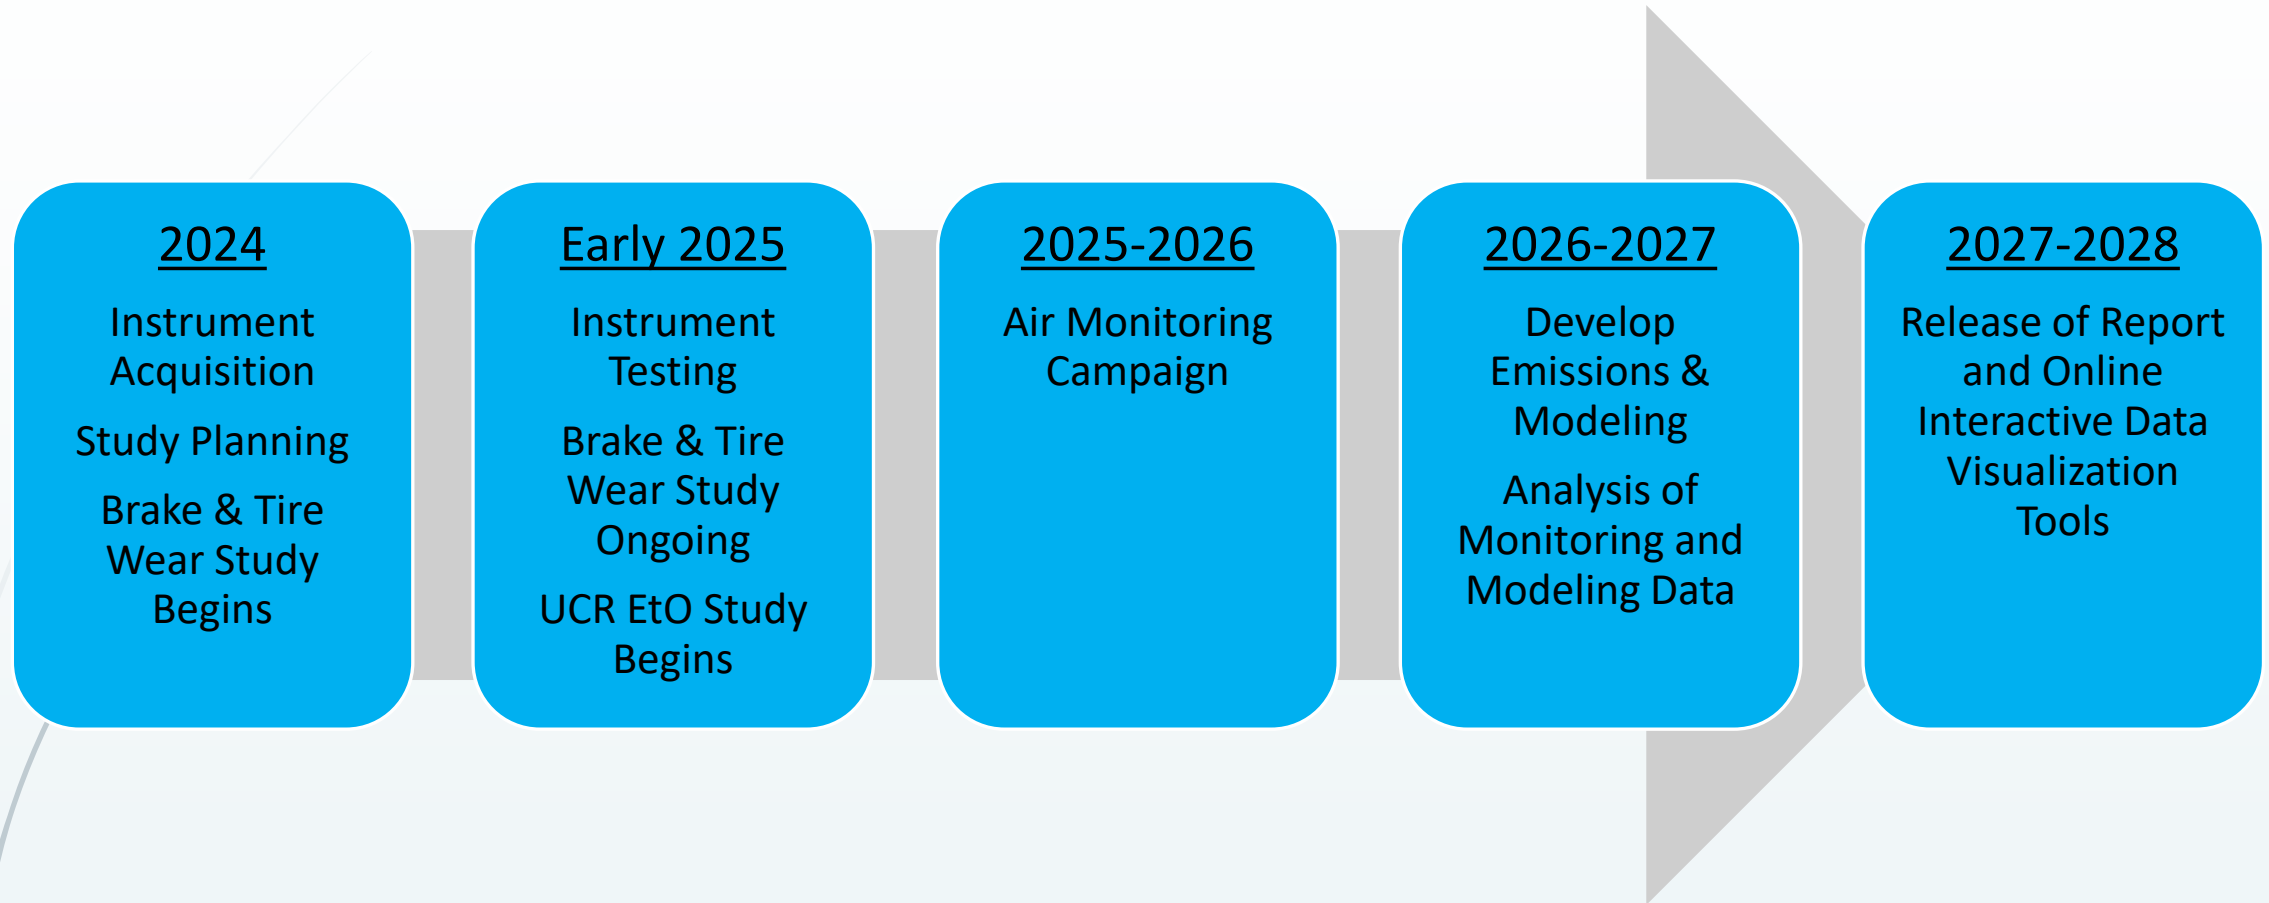 2024
Instrument
Acquisition
Study Planning
Brake & Tire
Wear Study
Begins
Early 2025
Instrument
Testing
Brake & Tire
Wear Study
Ongoing
UCR EtO Study
Begins
2025-2026
Air Monitoring
Campaign
2026-2027
Develop
Emissions &
Modeling
Analysis of
Monitoring and
Modeling Data
2027-2028
Release of Report
and Online
Interactive Data
Visualization
Tools